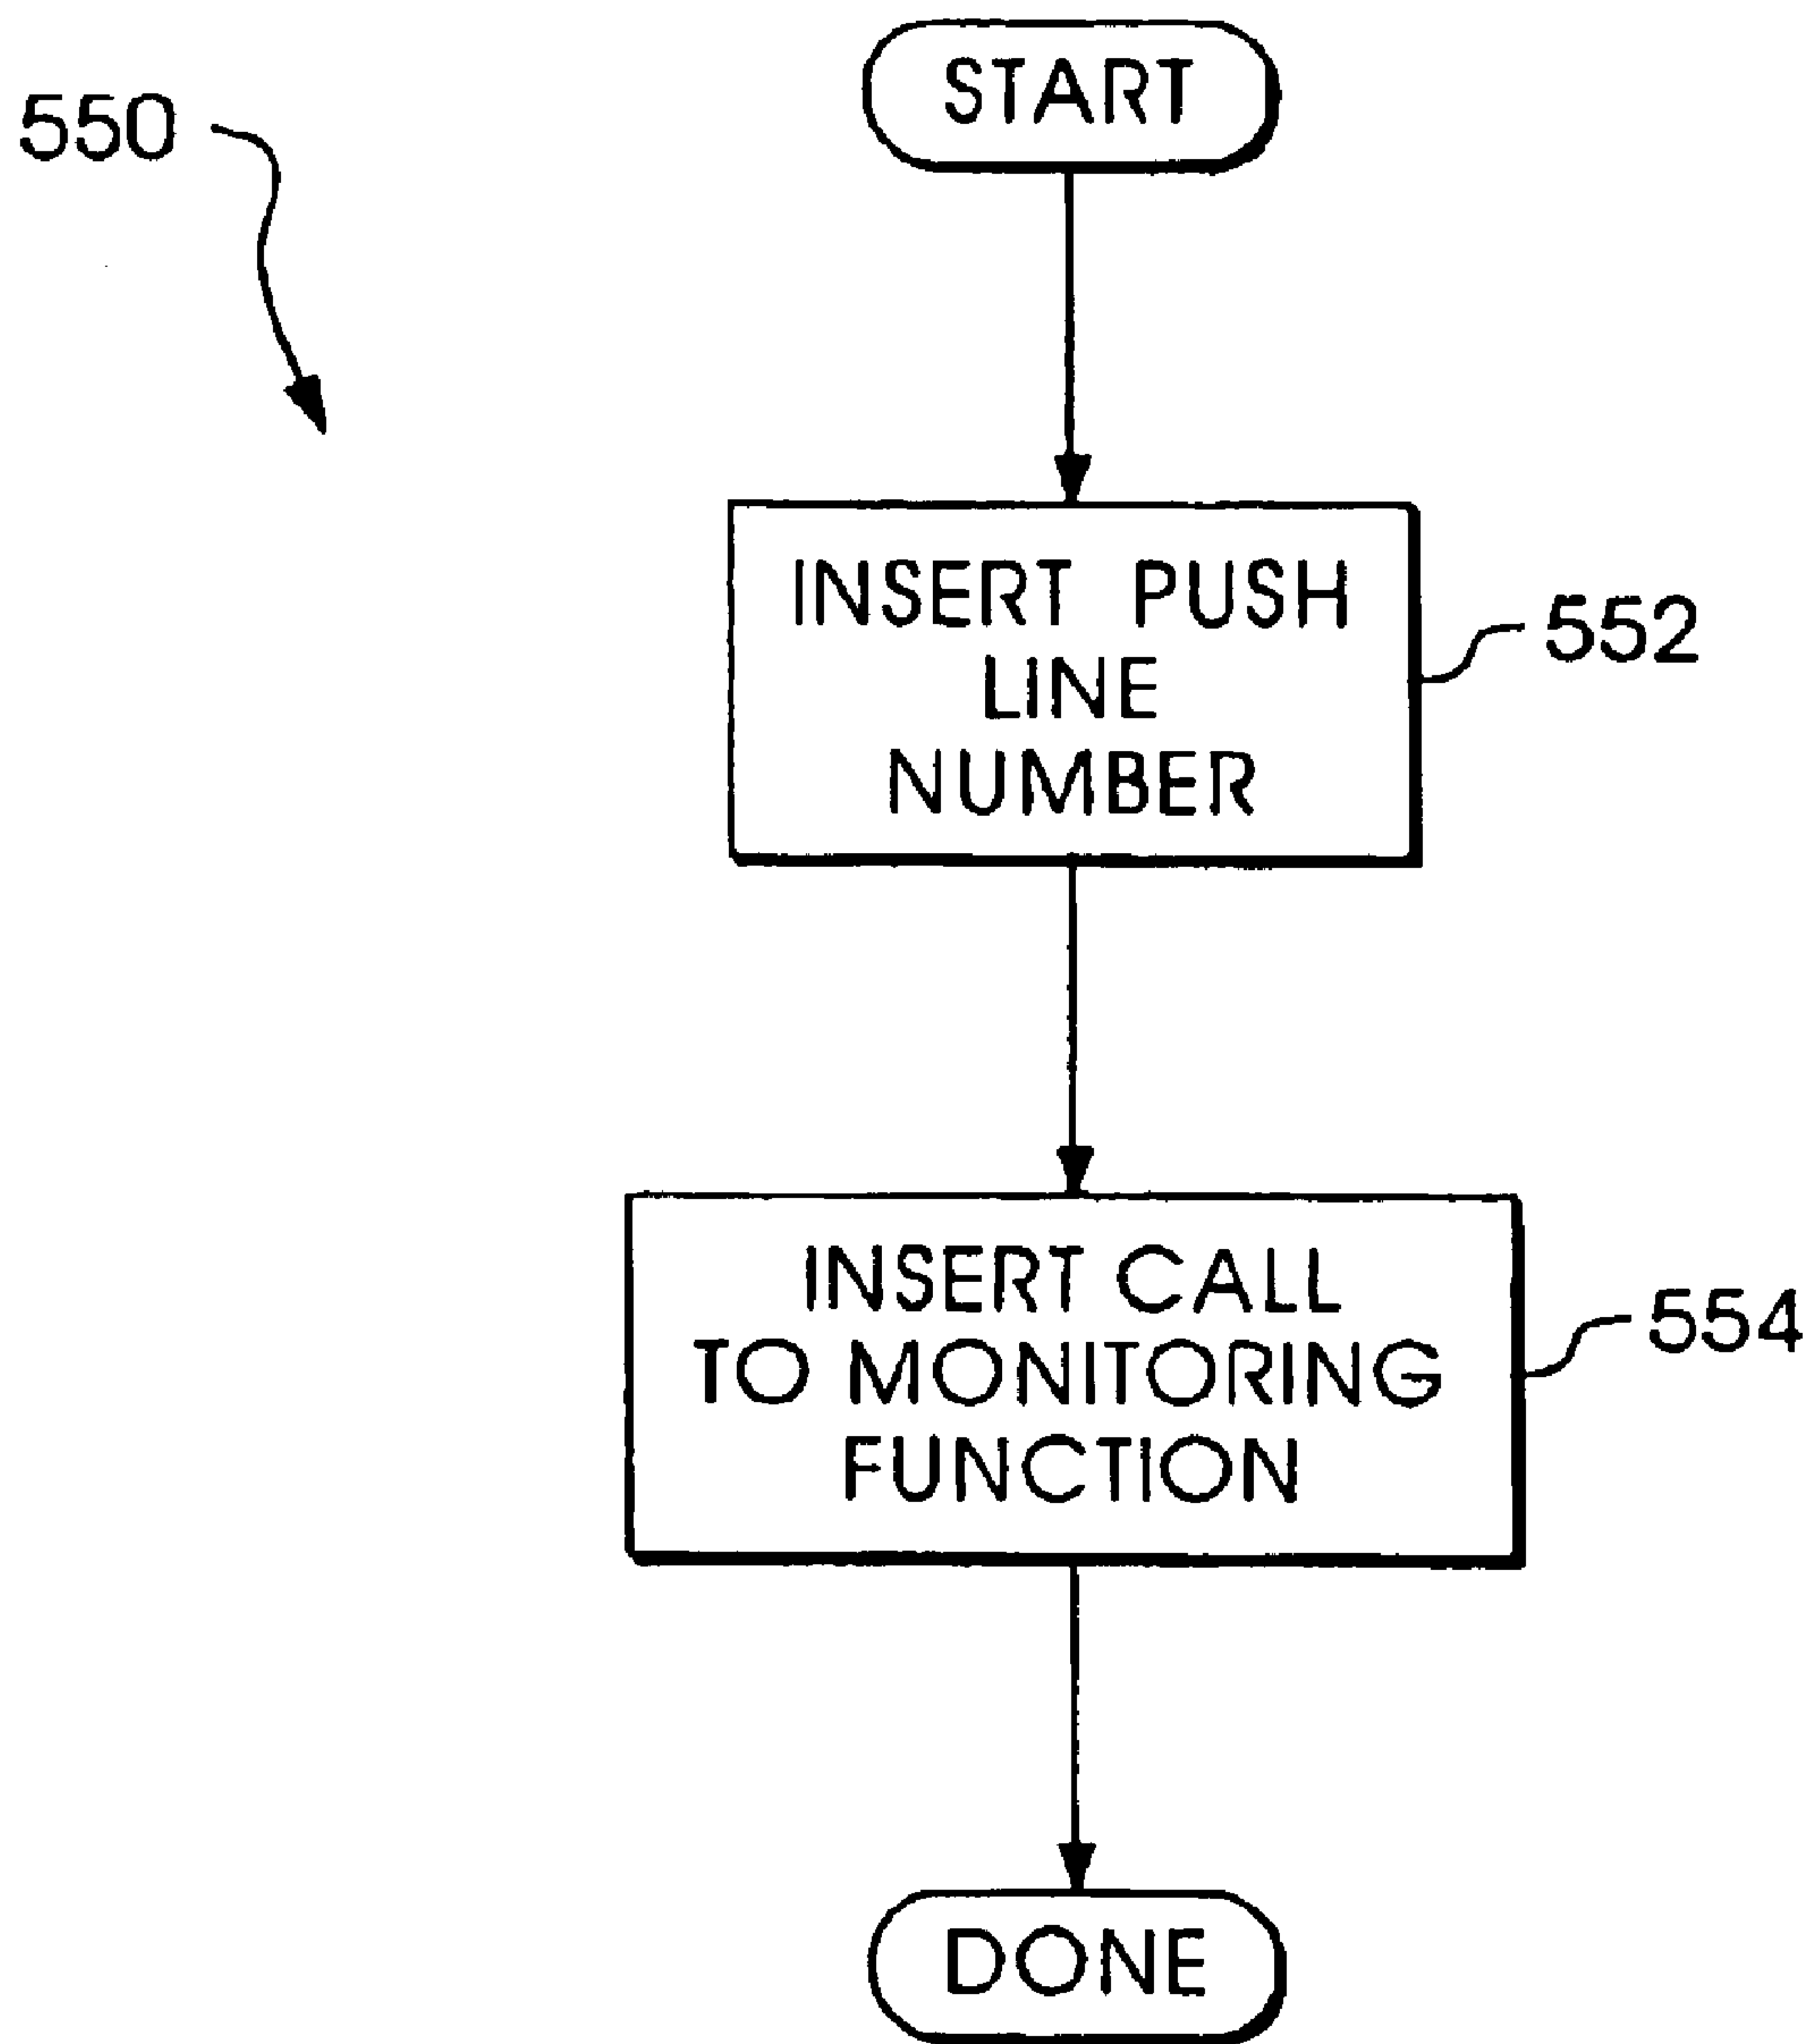 START
550
INSERT PUSH
LINE
NUMBER
552
INSERT CALL
TO MONITORING
FUNCTION
554
DONE